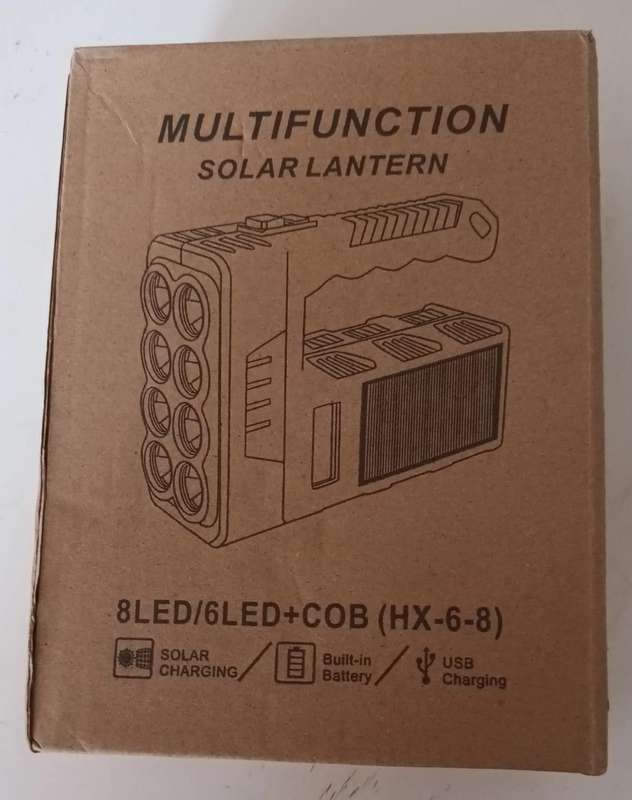 MULTIFUNCTION
SOLAR LANTERN
8LED/6LED+COB (HX-6-8)
SOLAR CHARGING
Built-in Battery
USB Charging